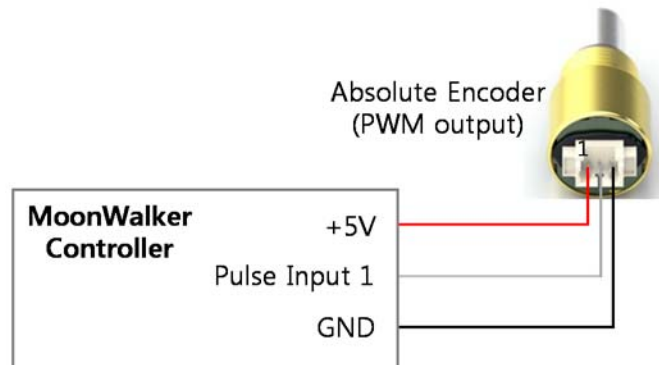 Absolute Encoder
(PWM output)
1
MoonWalker
Controller
+5V
Pulse Input 1
GND